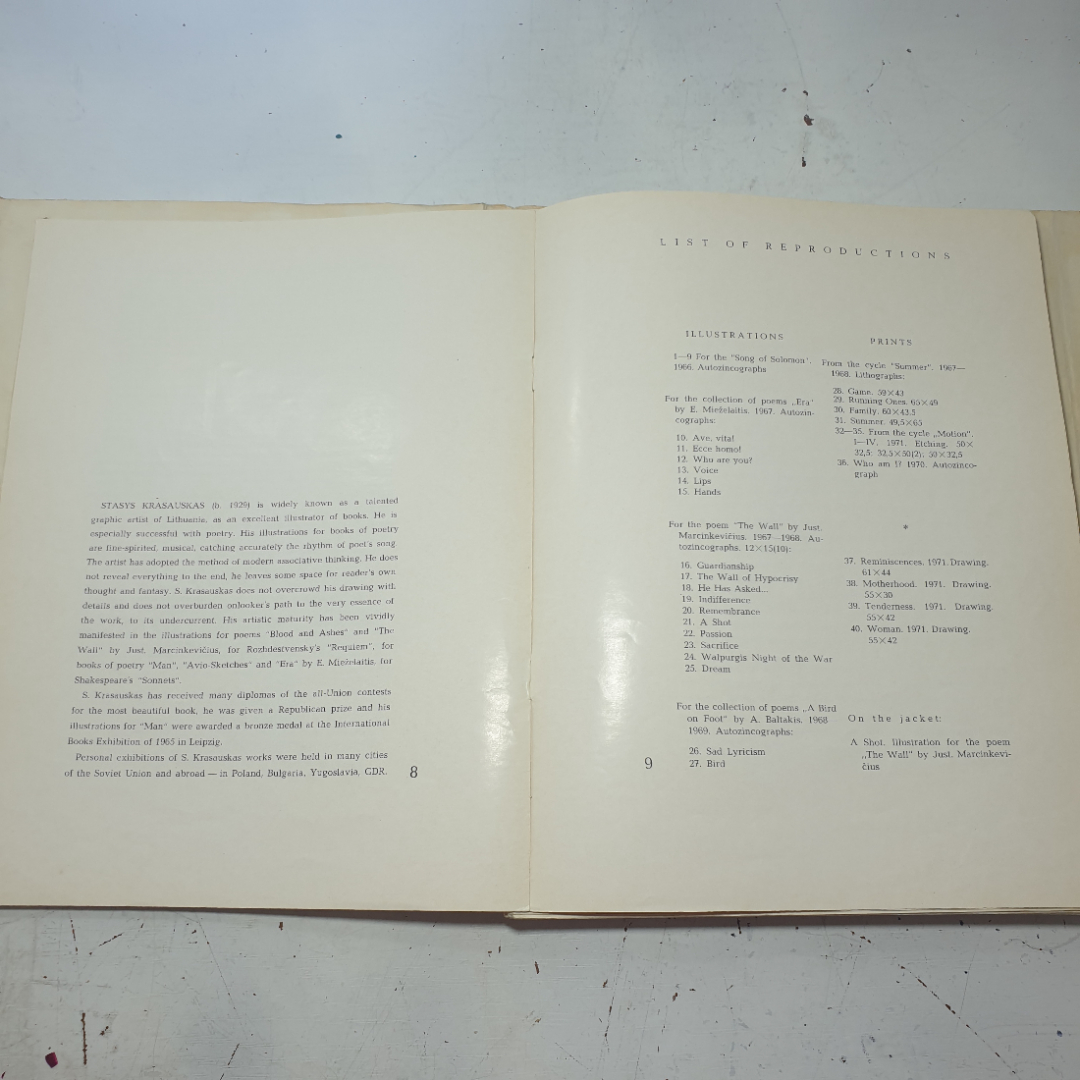 STASYS KRASAUSKAS (b. 1929) is widely known as a talented
graphic artist of Lithuania, as an excellent illustrator of books. He is
especially successful with poetry. His illustrations for books of poetry
are fine-spirited, musical, catching accurately the rhythm of poet's song.
The artist has adopted the method of modern associative thinking. He does
not reveal everything to the end, he leaves some space for reader's own
thought and fantasy. S. Krasauskas does not overcrowd his drawing with
details and does not overburden onlooker's path to the very essence of
the work, to its undercurrent. His artistic maturity has been vividly
manifested in the illustrations for poems "Blood and Ashes" and "The
Wall" by Just. Marcinkevičius, for Rozhdestvensky's "Requiem", for
books of poetry "Man", "Avio-Sketches" and "Era" by E. Mieželaitis, for
Shakespeare's "Sonnets".
S. Krasauskas has received many diplomas of the all-Union contests
for the most beautiful book, he was given a Republican prize and his
illustrations for "Man" were awarded a bronze medal at the International
Books Exhibition of 1965 in Leipzig.
Personal exhibitions of S. Krasauskas works were held in many cities
of the Soviet Union and abroad — in Poland, Bulgaria, Yugoslavia, GDR.
8
LIST OF REPRODUCTIONS
ILLUSTRATIONS
1—9 For the "Song of Solomon".
1966. Autozincographs
For the collection of poems „Era"
by E. Mieželaitis. 1967. Autozin-
cographs:
10. Ave, vita!
11. Ecce homo!
12. Who are you?
13. Voice
14. Lips
15. Hands
For the poem "The Wall" by Just.
Marcinkevičius. 1967—1968. Au-
tozincographs. 12×15(10):
16. Guardianship
17. The Wall of Hypocrisy
18. He Has Asked...
19. Indifference
20. Remembrance
21. A Shot
22. Possion
23. Sacrifice
24. Walpurgis Night of the War
25. Dream
For the collection of poems „A Bird
on Foot" by A. Baltakis. 1968
1969. Autozincographs:
26. Sad Lyricism
27. Bird
9
PRINTS
From the cycle "Summer". 1967—
1968. Lithographs:
28. Game. 59×43
29. Running Ones. 65×49
30. Family. 60×43.5
31. Summer. 49,5×65
32—35. From the cycle „Motion".
I—IV. 1971. Etching. 50×
32,5; 32,5×50(2); 50×32,5
36. Who am I? 1970. Autozinco-
graph
*
37. Reminiscences. 1971. Drawing.
61×44
38. Motherhood. 1971. Drawing.
55×30
39. Tenderness. 1971. Drawing.
55×42
40. Woman. 1971. Drawing.
55×42
On the jacket:
A Shot. Illustration for the poem
„The Wall" by Just. Marcinkevi-
čius